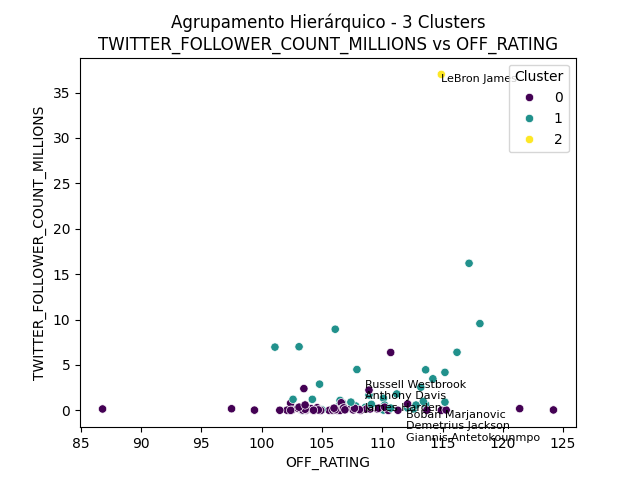 Agrupamento Hierárquico - 3 Clusters
TWITTER_FOLLOWER_COUNT_MILLIONS vs OFF_RATING
Cluster
0
1
2
LeBron James
Russell Westbrook
Anthony Davis
James Harden
Boban Marjanovic
Demetrius Jackson
Giannis Antetokounmpo
TWITTER_FOLLOWER_COUNT_MILLIONS
35
30
25
20
15
10
5
0
85
90
95
100
105
110
115
120
125
OFF_RATING